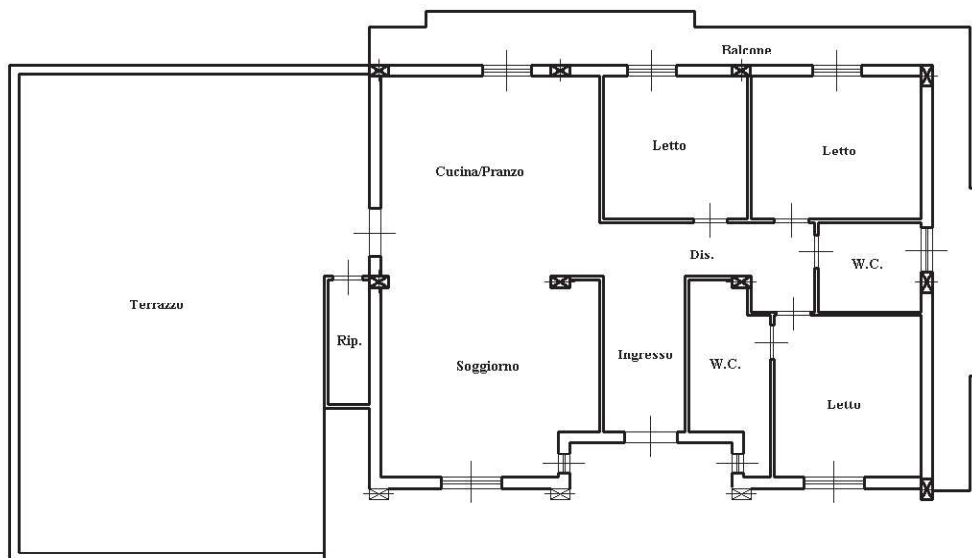 Balcone
Letto
Letto
Cucina/Pranzo
Dis.
W.C.
Terrazzo
Rip.
Ingresso
W.C.
Soggiorno
Letto